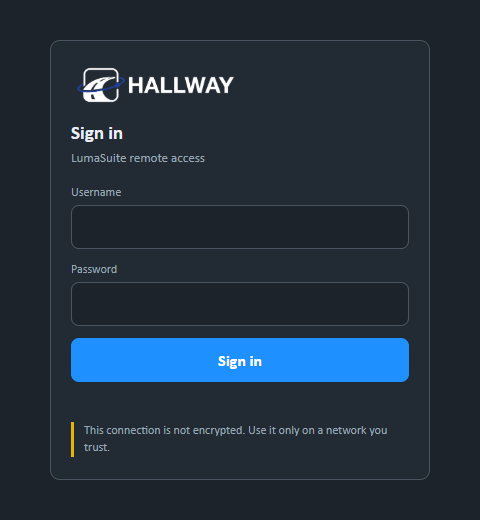 HALLWAY
Sign in
LumaSuite remote access
Username
Password
Sign in
This connection is not encrypted. Use it only on a network you
trust.